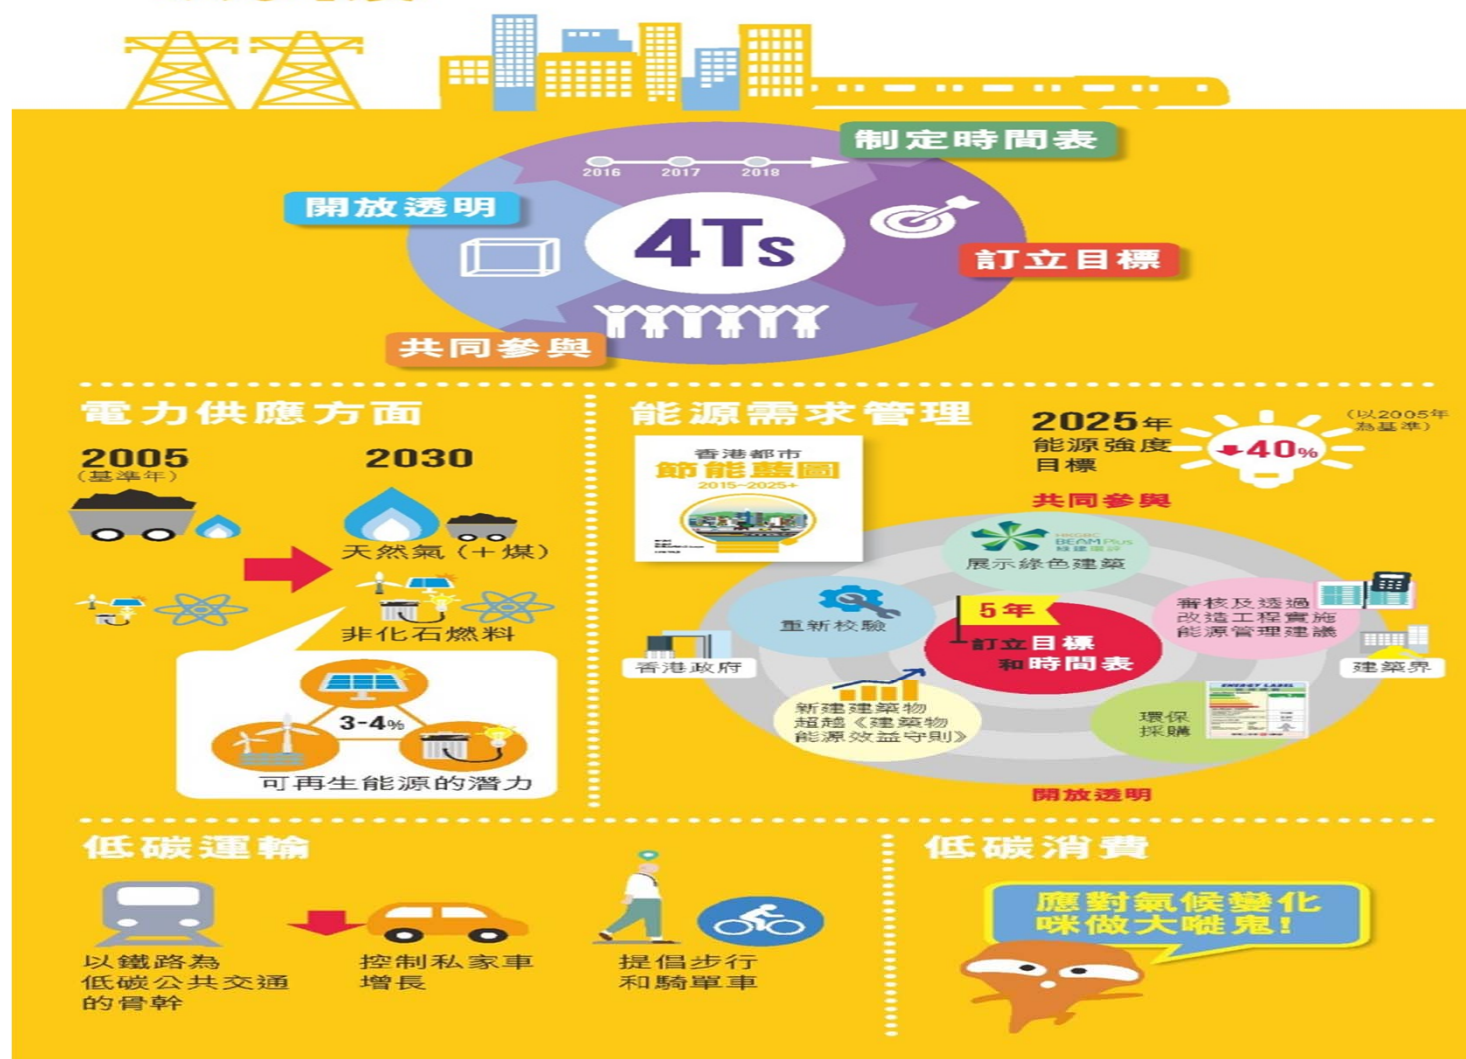 制定時間表
2016 2017 2018
開放透明
4Ts
訂立目標
共同參與
電力供應方面
2005
(基準年)
2030
天然氣(+煤)
非化石燃料
3-4%
可再生能源的潛力
能源需求管理
香港都市
節能藍圖
2015~2025+
2025年
能源強度
目標
40%
(以2005年
為基準)
共同參與
HKGBC
BEAM Plus
綠建環評
展示綠色建築
重新校驗
5年
訂立目標
和時間表
審核及透過
改造工程實施
能源管理建議
香港政府
建築界
新建建築物
超越《建築物
能源效益守則》
環保
採購
ENERGY LABEL
開放透明
低碳運輸
以鐵路為
低碳公共交通
的骨幹
控制私家車
增長
提倡步行
和騎單車
低碳消費
應對氣候變化
咪做大嘥鬼!